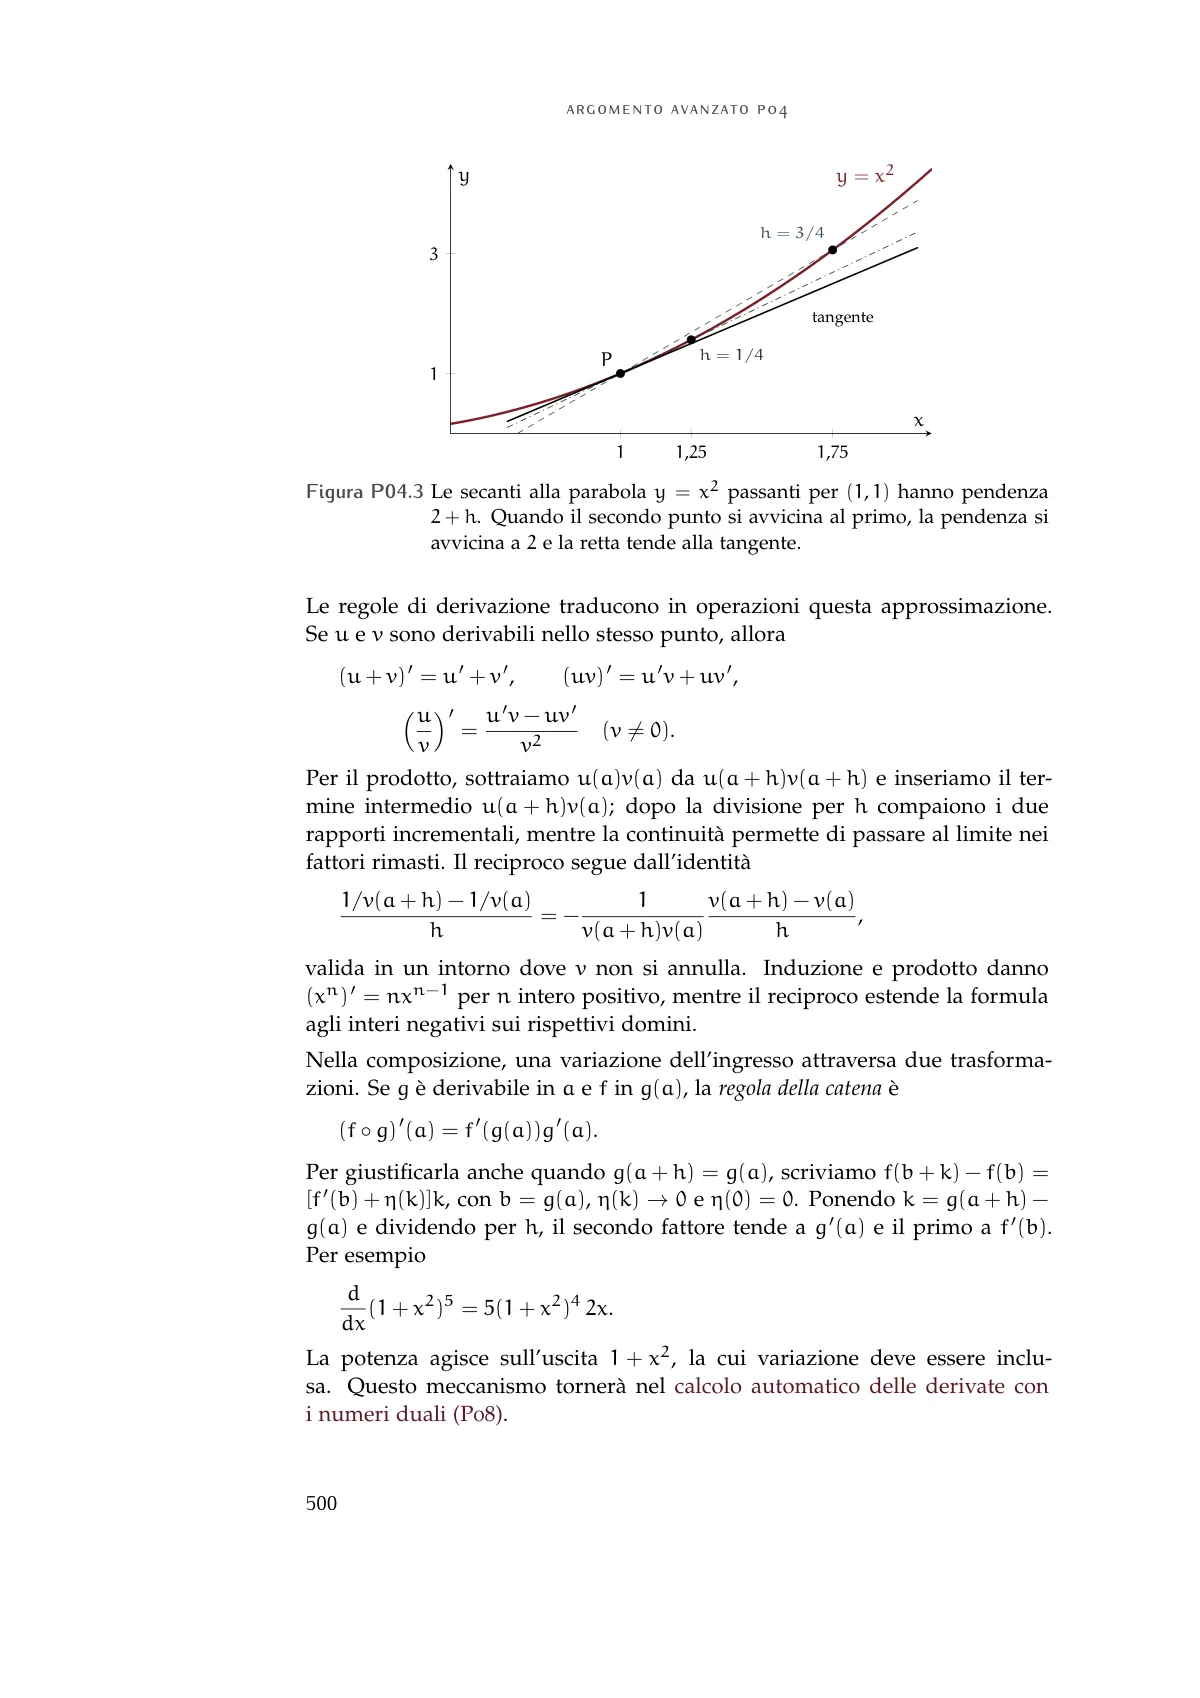 ARGOMENTO AVANZATO P04
y
y = x²
h = 3/4
3
tangente
P
h = 1/4
1
x
1 1,25 1,75
Figura P04.3 Le secanti alla parabola y = x² passanti per (1, 1) hanno pendenza
2 + h. Quando il secondo punto si avvicina al primo, la pendenza si
avvicina a 2 e la retta tende alla tangente.
Le regole di derivazione traducono in operazioni questa approssimazione.
Se u e v sono derivabili nello stesso punto, allora
(u + v)′ = u′ + v′, (uv)′ = u′v + uv′,
(u/v)′ = (u′v − uv′)/v² (v ≠ 0).
Per il prodotto, sottraiamo u(a)v(a) da u(a + h)v(a + h) e inseriamo il ter-
mine intermedio u(a + h)v(a); dopo la divisione per h compaiono i due
rapporti incrementali, mentre la continuità permette di passare al limite nei
fattori rimasti. Il reciproco segue dall'identità
(1/v(a + h) − 1/v(a))/h = − 1/(v(a + h)v(a)) (v(a + h) − v(a))/h,
valida in un intorno dove v non si annulla. Induzione e prodotto danno
(xⁿ)′ = nxⁿ⁻¹ per n intero positivo, mentre il reciproco estende la formula
agli interi negativi sui rispettivi domini.
Nella composizione, una variazione dell'ingresso attraversa due trasforma-
zioni. Se g è derivabile in a e f in g(a), la regola della catena è
(f ∘ g)′(a) = f′(g(a))g′(a).
Per giustificarla anche quando g(a + h) = g(a), scriviamo f(b + k) − f(b) =
[f′(b) + η(k)]k, con b = g(a), η(k) → 0 e η(0) = 0. Ponendo k = g(a + h) −
g(a) e dividendo per h, il secondo fattore tende a g′(a) e il primo a f′(b).
Per esempio
d/dx (1 + x²)⁵ = 5(1 + x²)⁴ 2x.
La potenza agisce sull'uscita 1 + x², la cui variazione deve essere inclu-
sa. Questo meccanismo tornerà nel calcolo automatico delle derivate con
i numeri duali (P08).
500